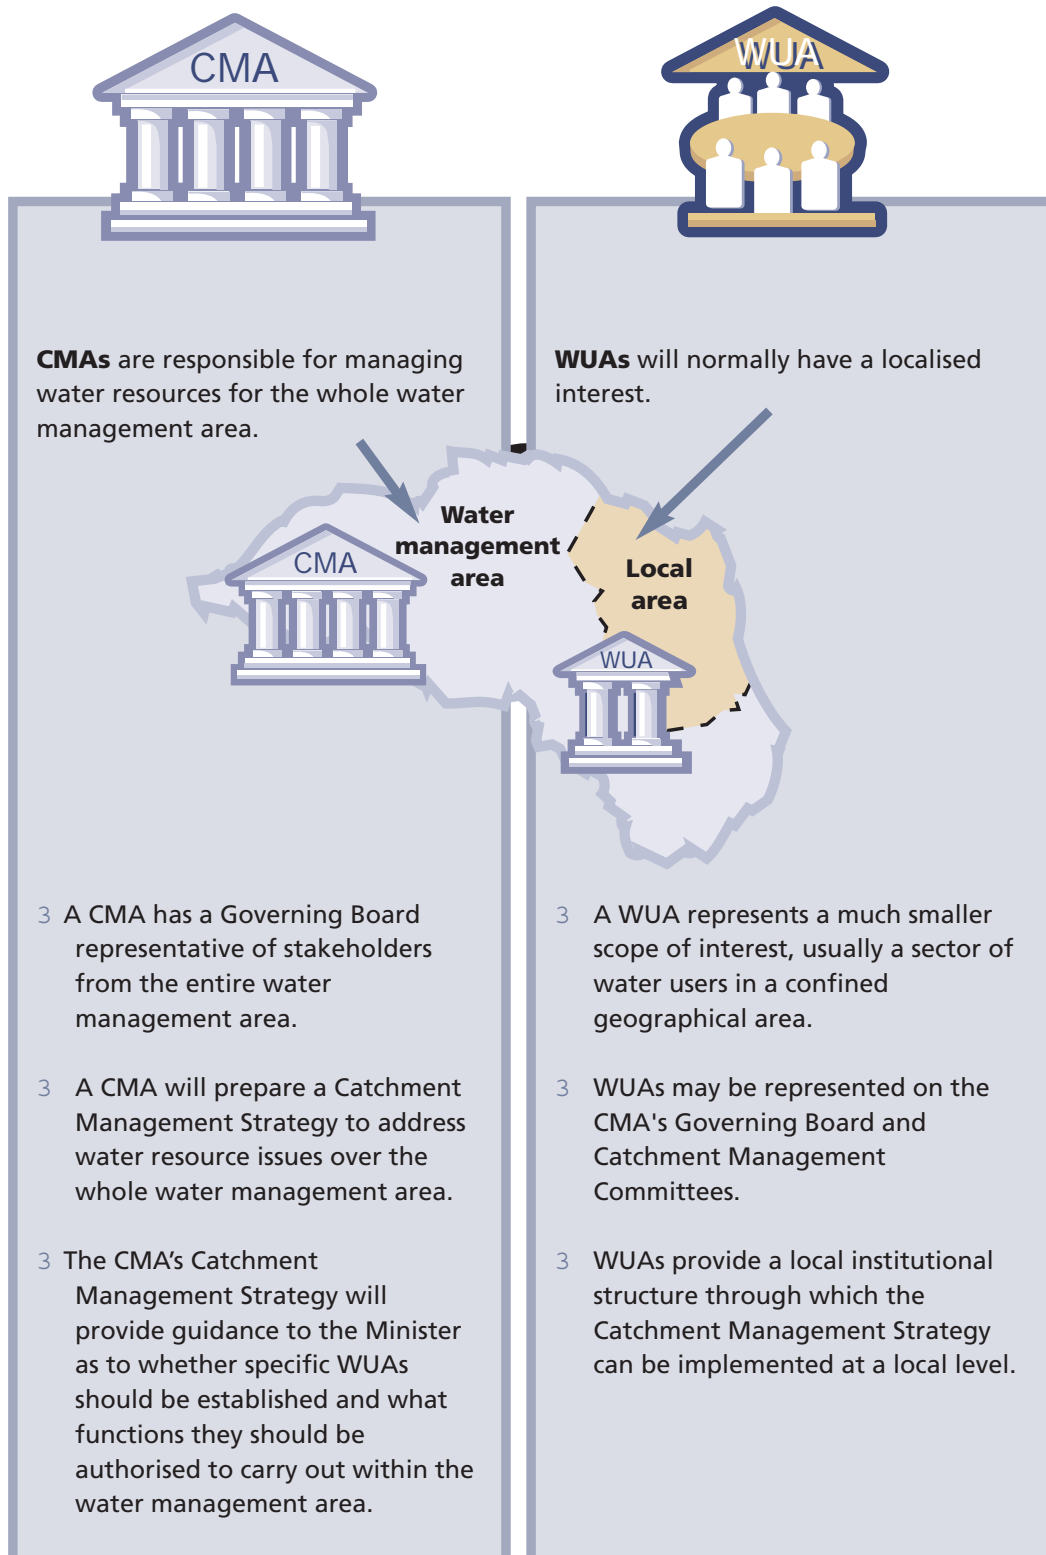 CMA
WUA
CMAs are responsible for managing
water resources for the whole water
management area.
WUAs will normally have a localised
interest.
Water
management
area
Local
area
CMA
WUA
3 A CMA has a Governing Board
representative of stakeholders
from the entire water
management area.
3 A CMA will prepare a Catchment
Management Strategy to address
water resource issues over the
whole water management area.
3 The CMA’s Catchment
Management Strategy will
provide guidance to the Minister
as to whether specific WUAs
should be established and what
functions they should be
authorised to carry out within the
water management area.
3 A WUA represents a much smaller
scope of interest, usually a sector of
water users in a confined
geographical area.
3 WUAs may be represented on the
CMA's Governing Board and
Catchment Management
Committees.
3 WUAs provide a local institutional
structure through which the
Catchment Management Strategy
can be implemented at a local level.